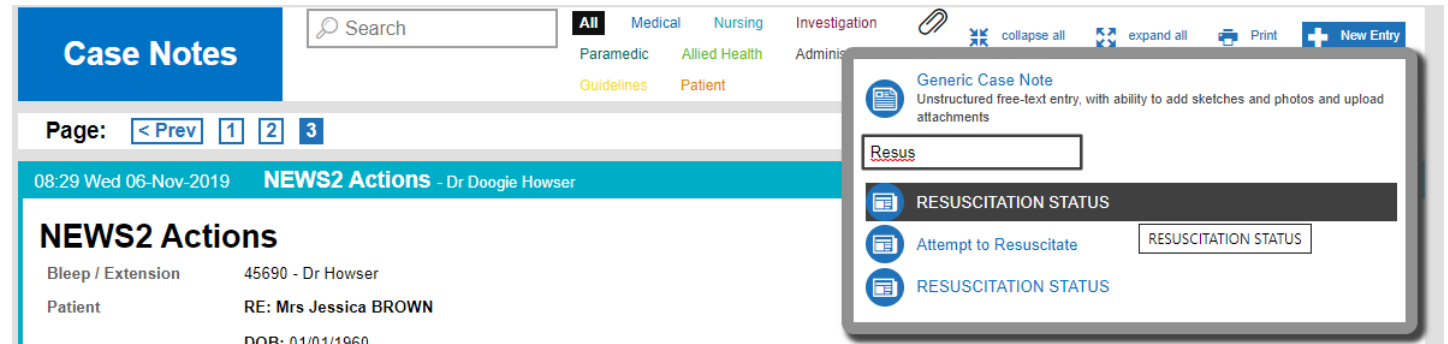 Case Notes
Search
All Medical Nursing Investigation
Paramedic Allied Health Adminis
Guidelines Patient
collapse all expand all Print New Entry
Generic Case Note
Unstructured free-text entry, with ability to add sketches and photos and upload
attachments
Resus
RESUSCITATION STATUS
Attempt to Resuscitate
RESUSCITATION STATUS
RESUSCITATION STATUS
Page: < Prev 1 2 3
08:29 Wed 06-Nov-2019 NEWS2 Actions - Dr Doogie Howser
NEWS2 Actions
Bleep / Extension 45690 - Dr Howser
Patient RE: Mrs Jessica BROWN
DOB: 01/01/1960